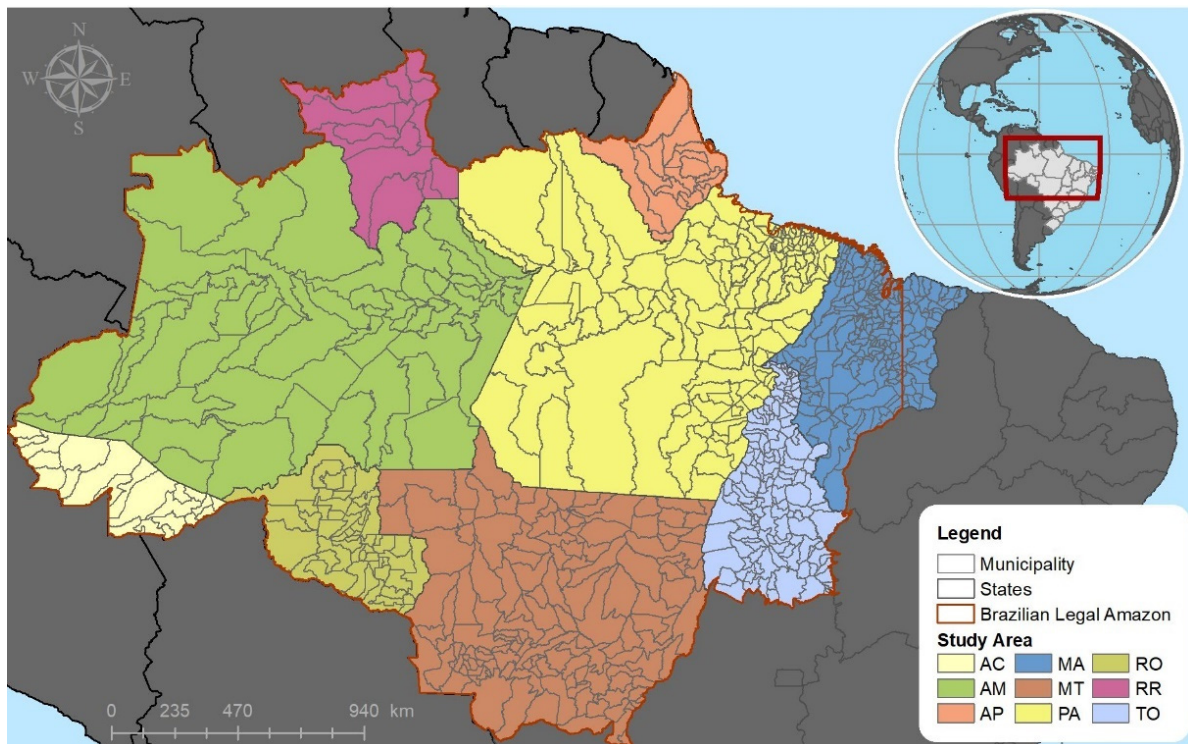 N
W E
S
0 235 470 940 km
Legend
Municipality
States
Brazilian Legal Amazon
Study Area
AC MA RO
AM MT RR
AP PA TO